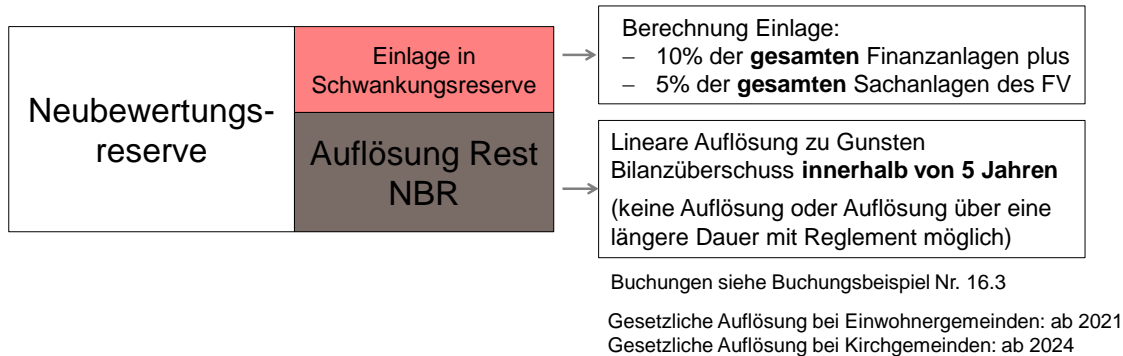 Neubewertungs-
reserve
Einlage in
Schwankungsreserve
Auflösung Rest
NBR
Berechnung Einlage:
− 10% der gesamten Finanzanlagen plus
− 5% der gesamten Sachanlagen des FV
Lineare Auflösung zu Gunsten
Bilanzüberschuss innerhalb von 5 Jahren
(keine Auflösung oder Auflösung über eine
längere Dauer mit Reglement möglich)
Buchungen siehe Buchungsbeispiel Nr. 16.3
Gesetzliche Auflösung bei Einwohnergemeinden: ab 2021
Gesetzliche Auflösung bei Kirchgemeinden: ab 2024